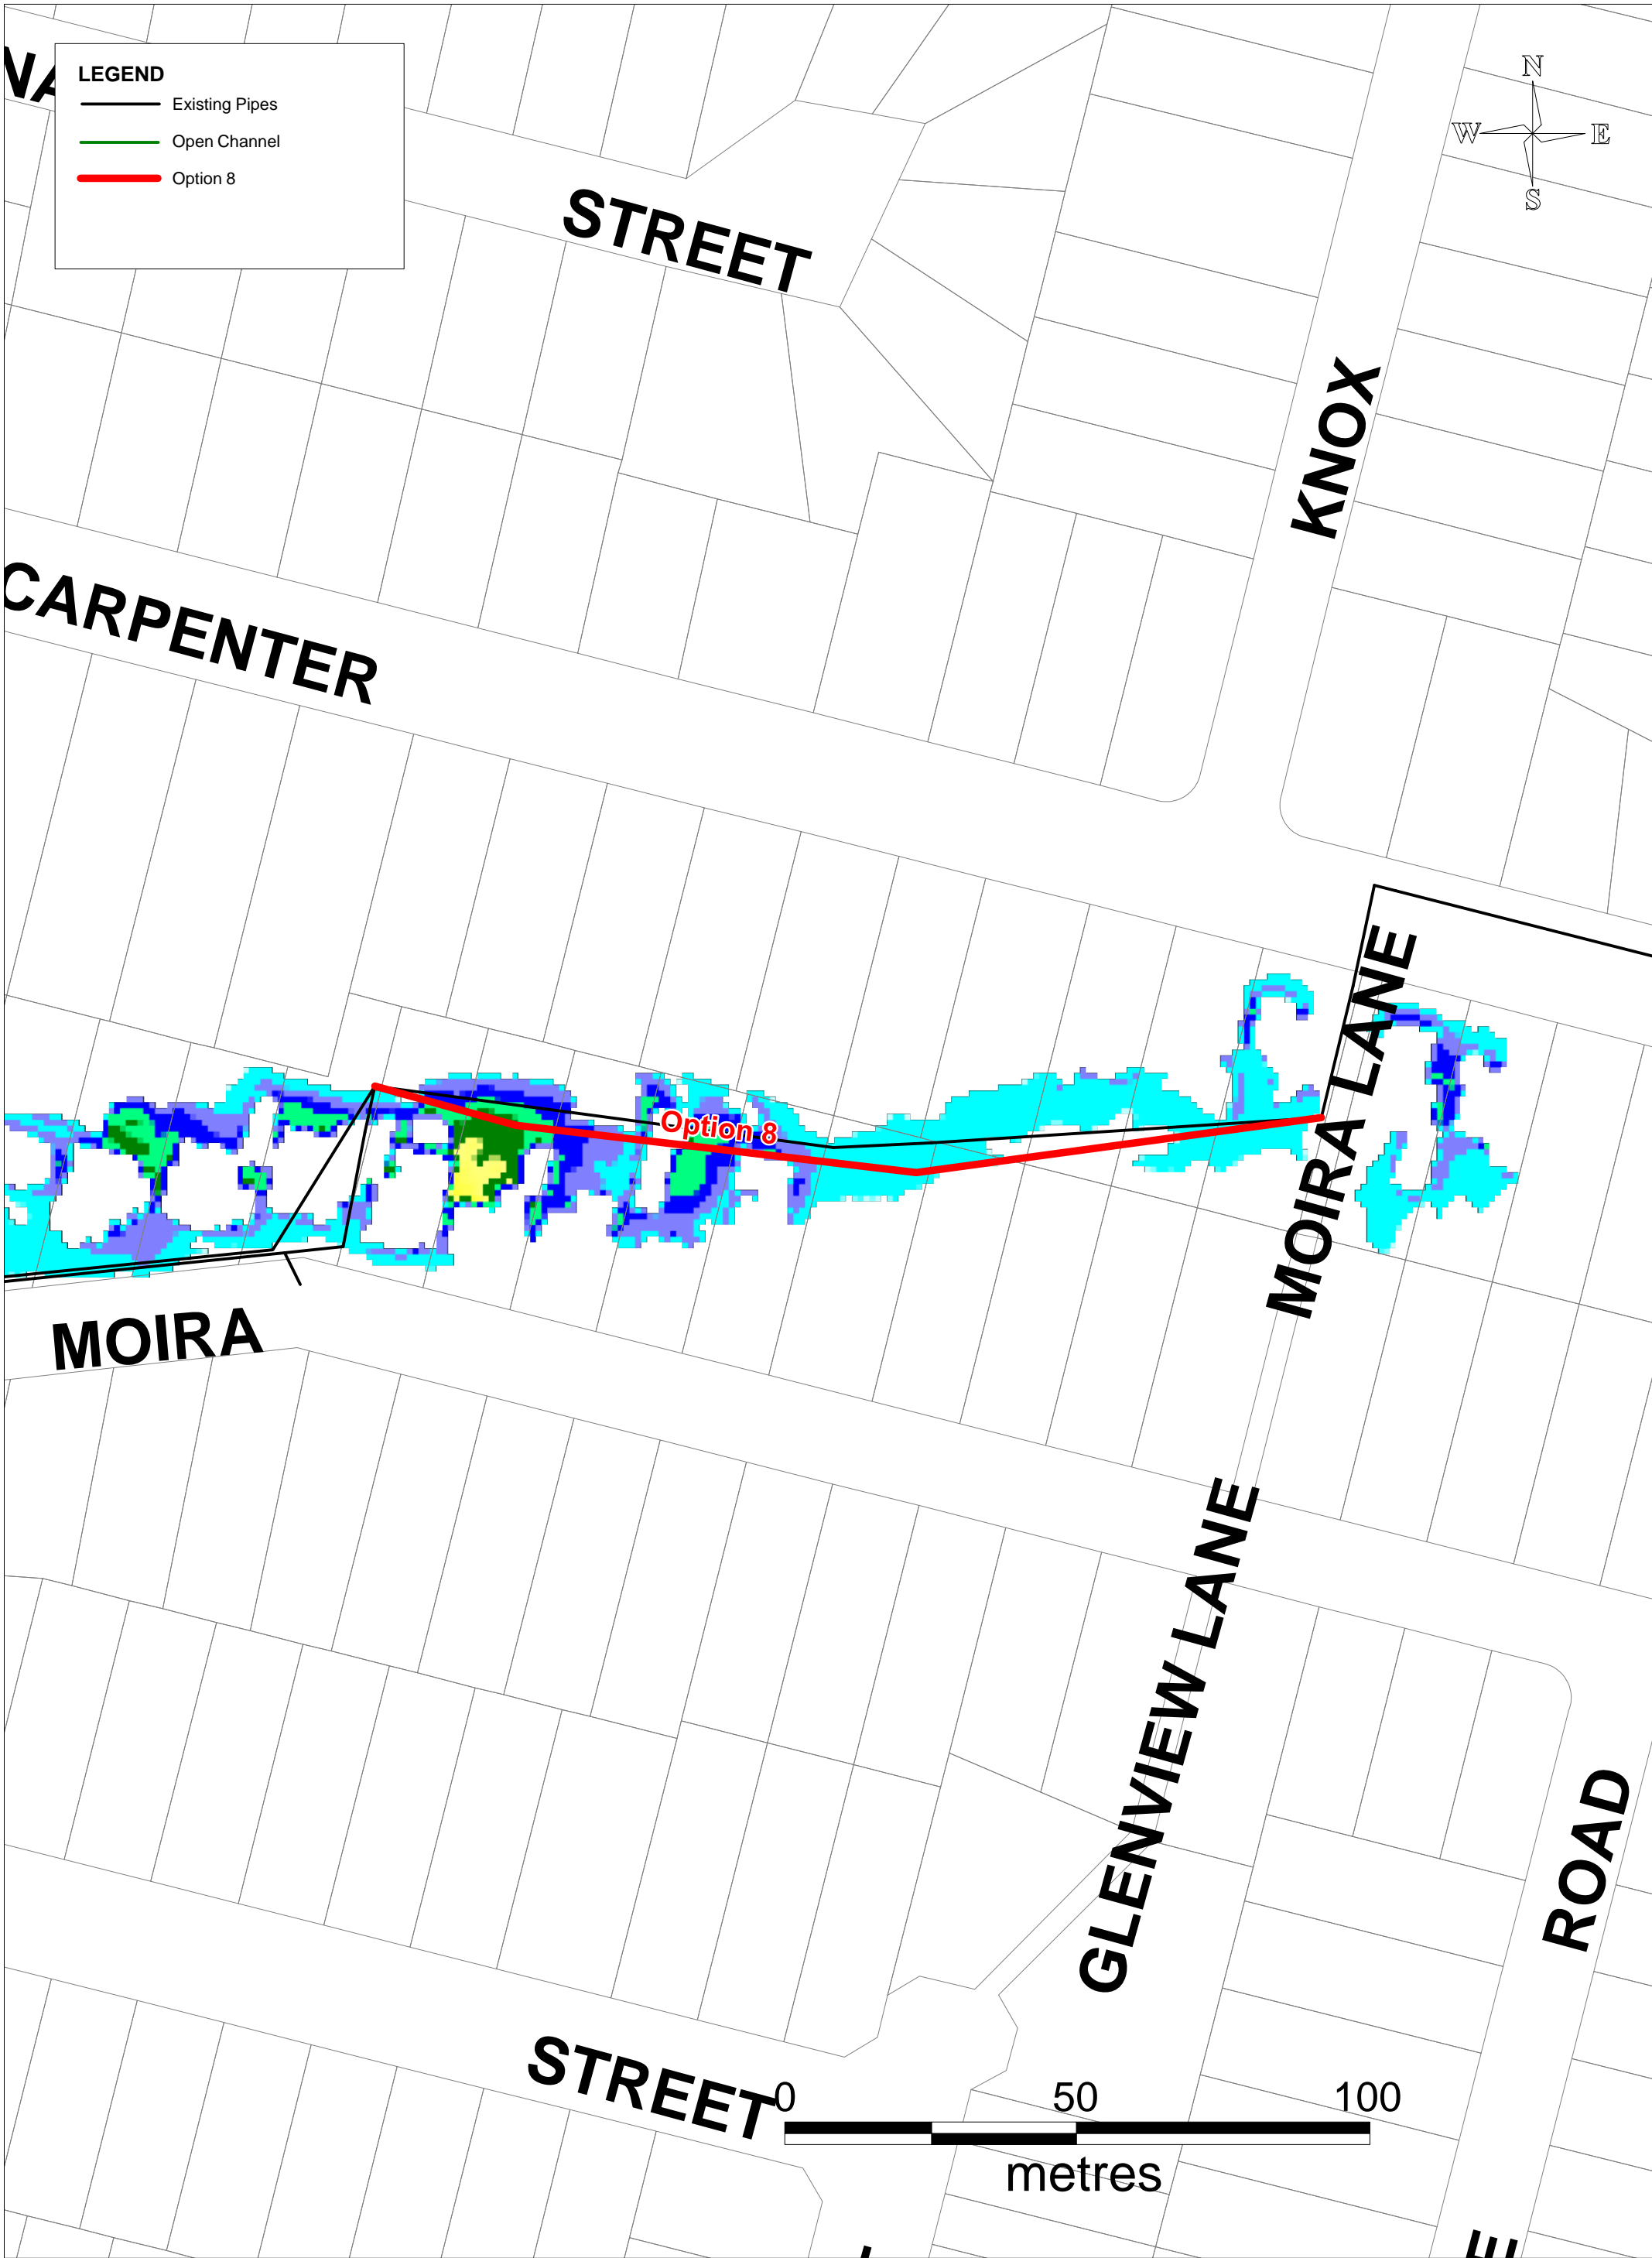 NA
LEGEND
Existing Pipes
Open Channel
Option 8
N
W E
S
STREET
KNOX
CARPENTER
MOIRA LANE
Option 8
MOIRA
GLENVIEW LANE
ROAD
STREET
0 50 100
metres
E